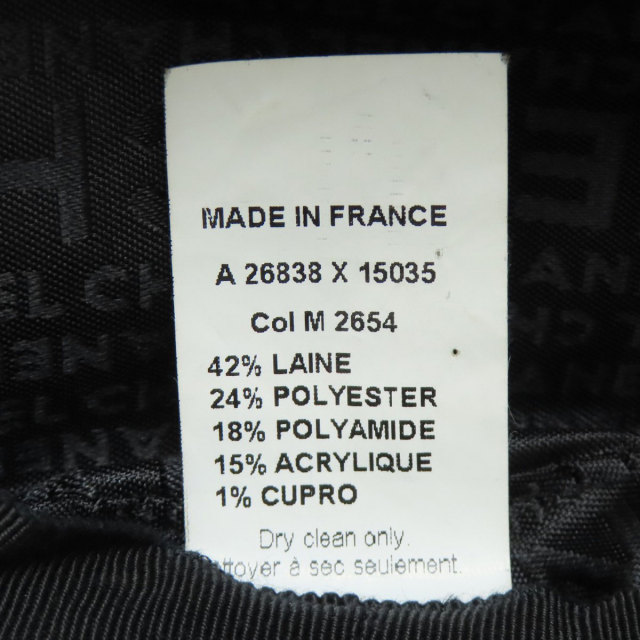 MADE IN FRANCE
A 26838 X 15035
Col M 2654
42% LAINE
24% POLYESTER
18% POLYAMIDE
15% ACRYLIQUE
1% CUPRO
Dry clean only.
à sec seulement.